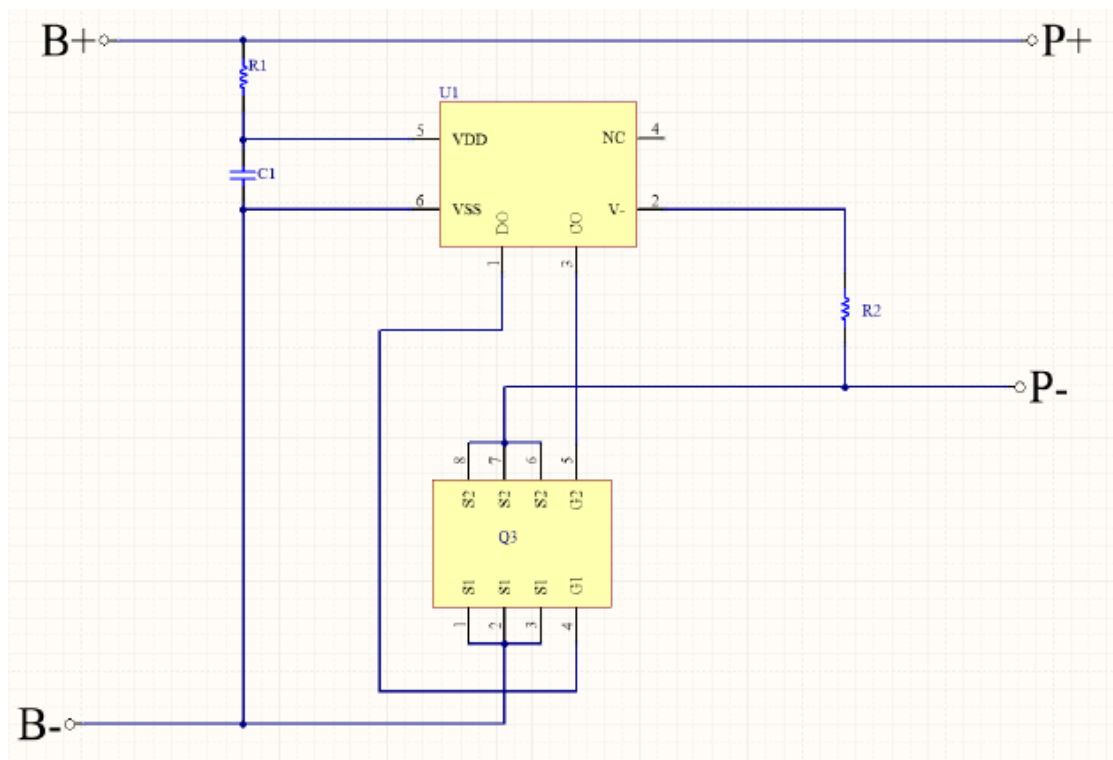 B+
P+
R1
U1
5
VDD
NC
4
C1
6
VSS
DO
CO
V-
2
1
3
R2
P-
8
7
6
5
S2
S2
S2
G2
Q3
S1
S1
S1
G1
1
2
3
4
B-